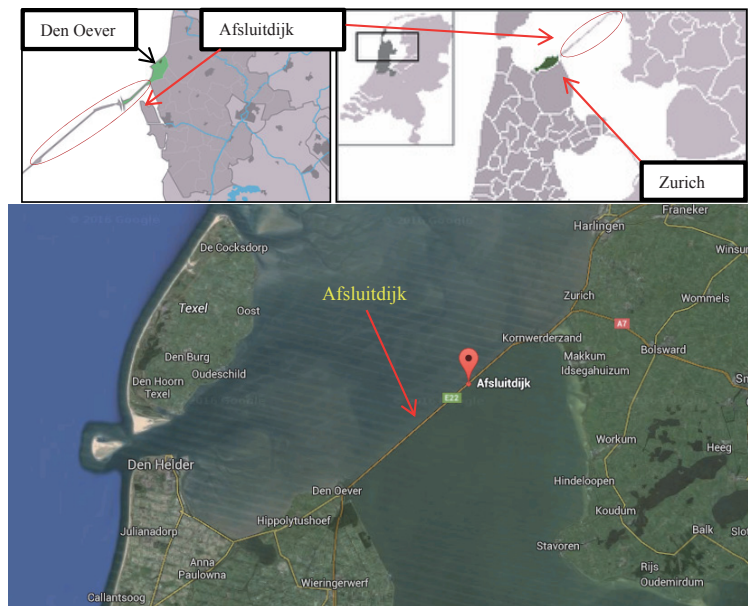 Den Oever
Afsluitdijk
Zurich
Franeker
Harlingen
De Cocksdorp
Winsum
Afsluitdijk
Texel
Oost
Zurich
Wommels
A7
Kornwerderzand
Den Burg
Oudeschild
Makkum
Idsegahuizum
Bolsward
Den Hoorn
Texel
Afsluitdijk
E22
Workum
Heeg
Den Helder
Hindeloopen
Den Oever
Koudum
Hippolytushoef
Julianadorp
Balk
Slot
Stavoren
Anna
Paulowna
Wieringerwerf
Rijs
Oudemirdum
Callantsoog